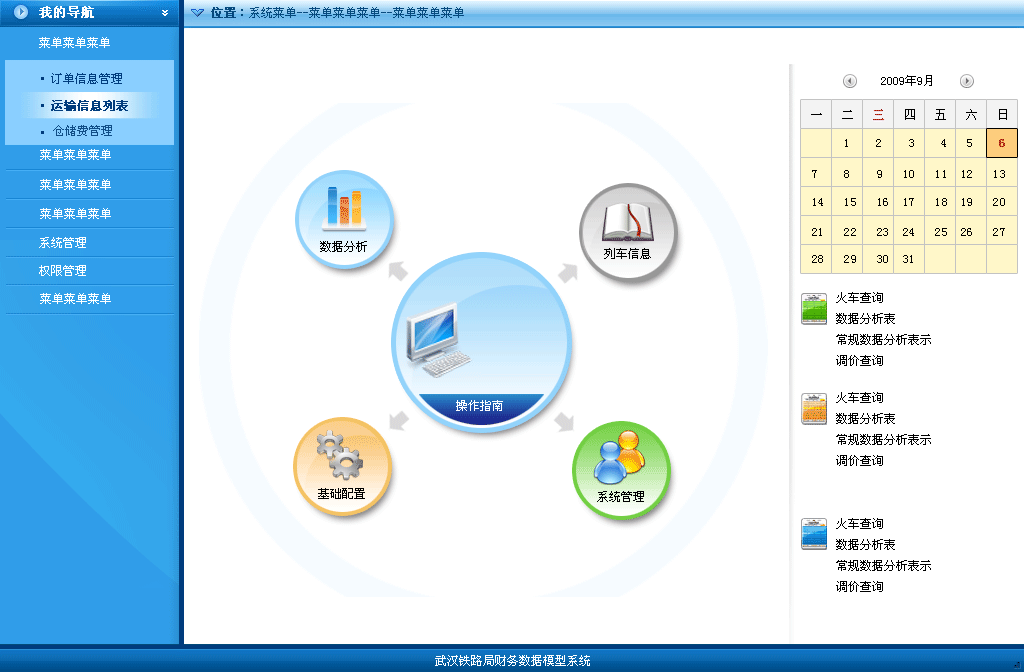 我的导航
位置：系统菜单--菜单菜单菜单--菜单菜单菜单
菜单菜单菜单
订单信息管理
运输信息列表
仓储费管理
菜单菜单菜单
菜单菜单菜单
菜单菜单菜单
系统管理
权限管理
菜单菜单菜单
数据分析
列车信息
操作指南
基础配置
系统管理
2009年9月
一 二 三 四 五 六 日
1 2 3 4 5 6
7 8 9 10 11 12 13
14 15 16 17 18 19 20
21 22 23 24 25 26 27
28 29 30 31
火车查询
数据分析表
常规数据分析表示
调价查询
火车查询
数据分析表
常规数据分析表示
调价查询
火车查询
数据分析表
常规数据分析表示
调价查询
武汉铁路局财务数据模型系统